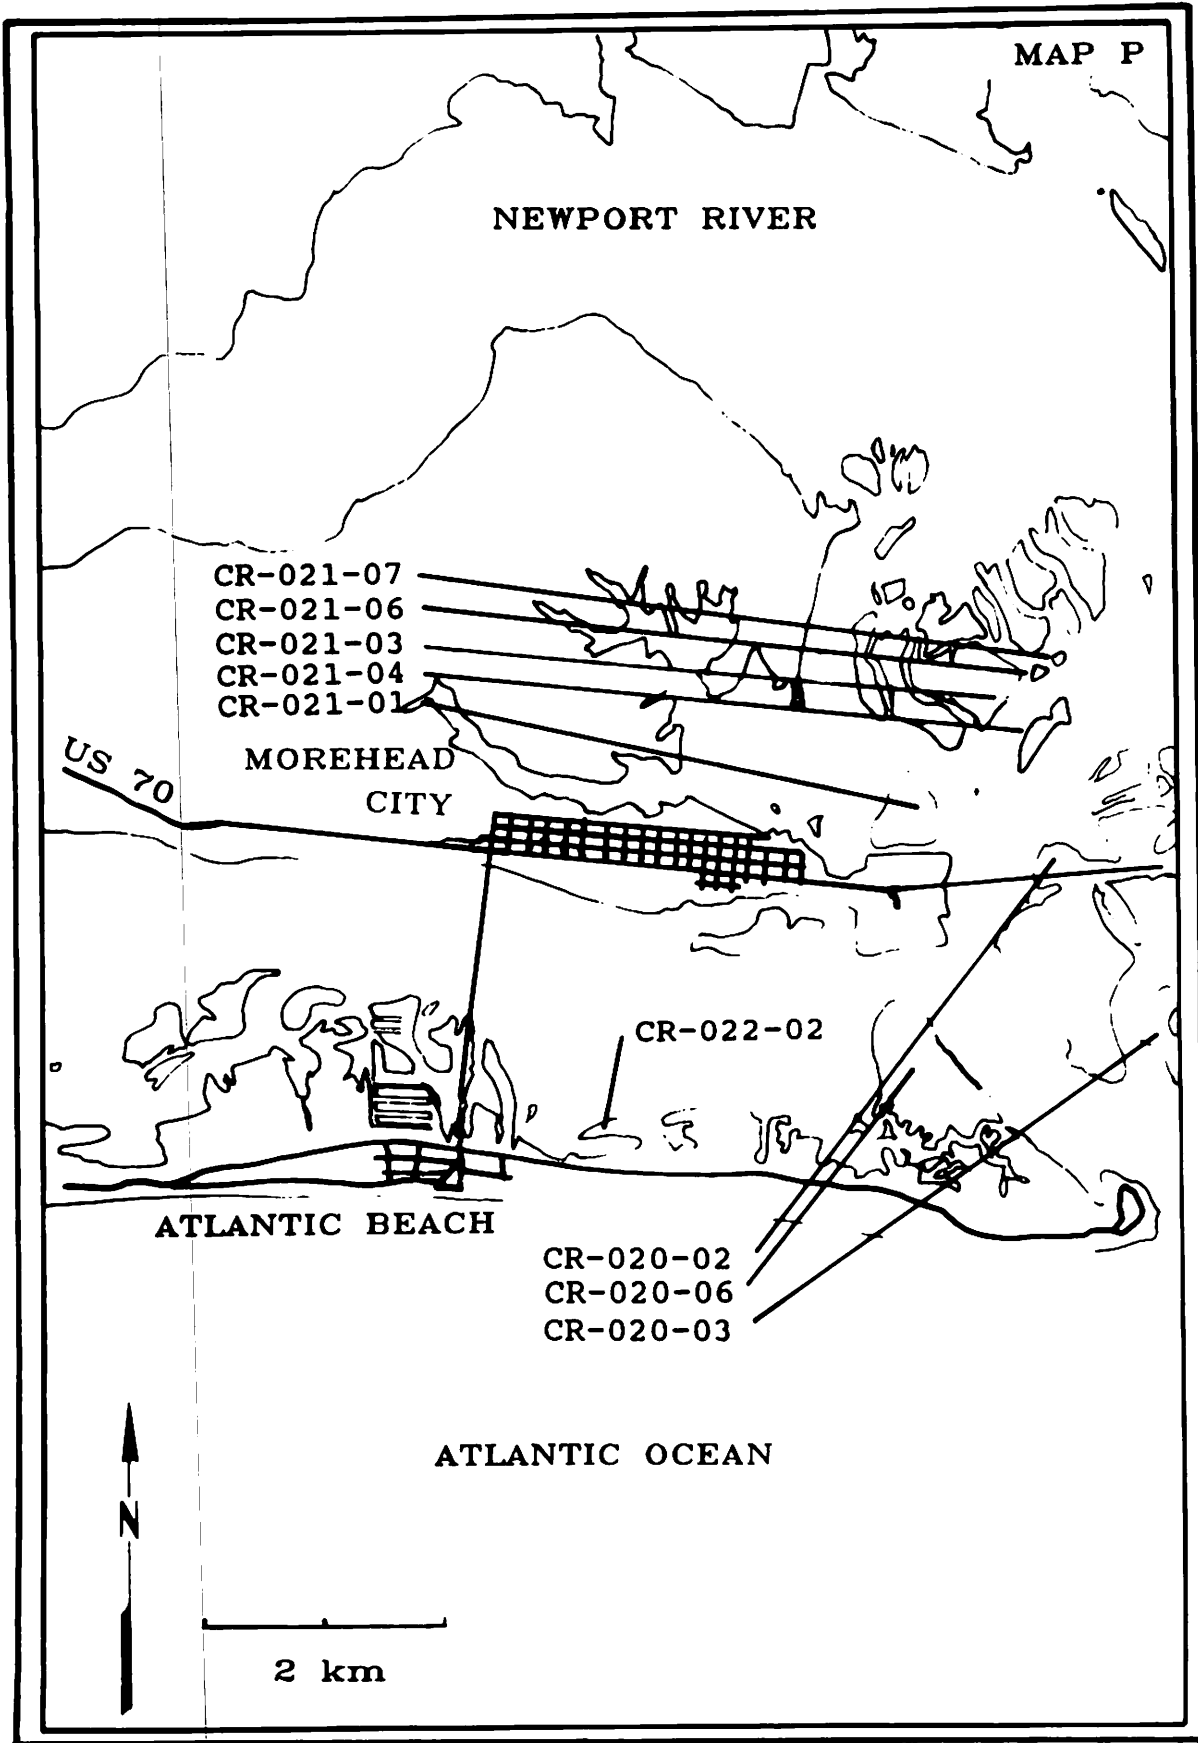 MAP P
NEWPORT RIVER
CR-021-07
CR-021-06
CR-021-03
CR-021-04
CR-021-01
MOREHEAD
CITY
US 70
CR-022-02
ATLANTIC BEACH
CR-020-02
CR-020-06
CR-020-03
ATLANTIC OCEAN
N
2 km